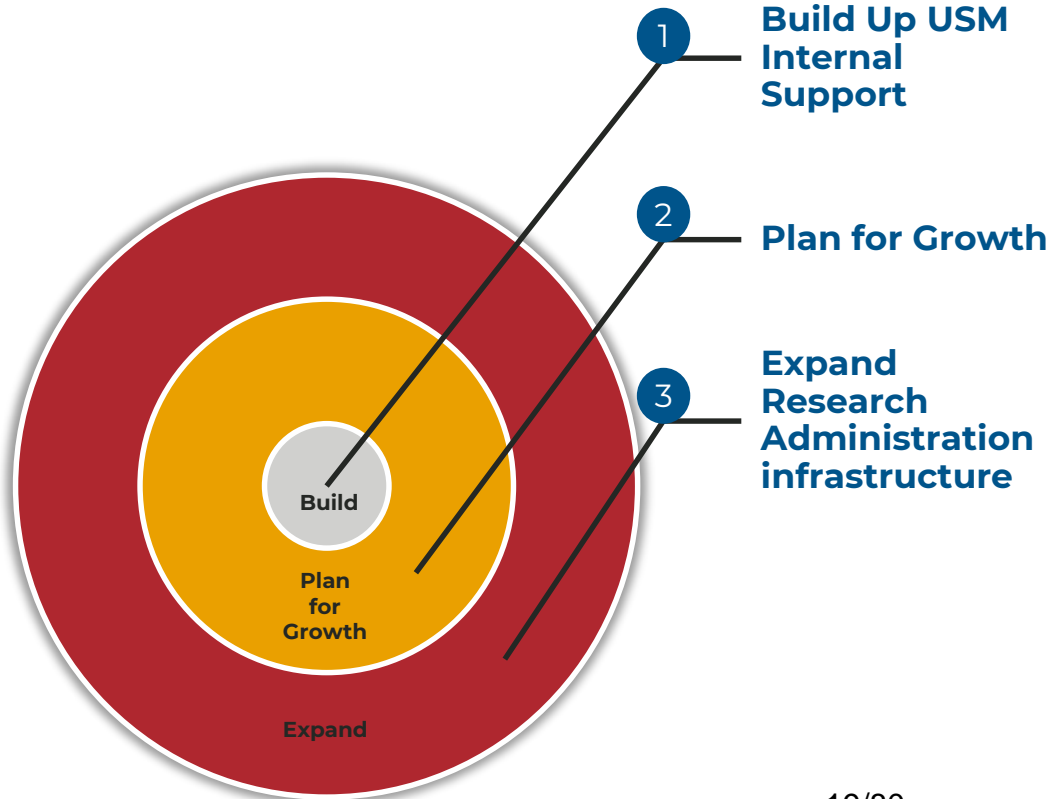 1
Build Up USM
Internal
Support
2
Plan for Growth
3
Expand
Research
Administration
infrastructure
Build
Plan
for
Growth
Expand